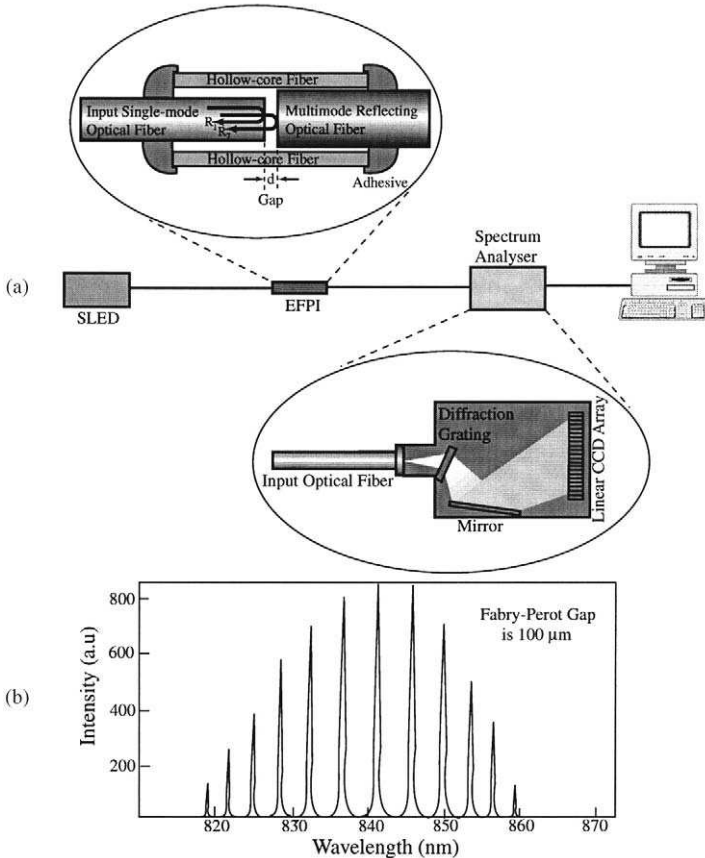 Hollow-core Fiber
Input Single-mode
Optical Fiber
R1
R2
Multimode Reflecting
Optical Fiber
Hollow-core Fiber
d
Gap
Adhesive
(a)
SLED
EFPI
Spectrum
Analyser
Diffraction
Grating
Linear CCD Array
Input Optical Fiber
Mirror
(b)
Intensity (a.u)
800
600
400
200
Fabry-Perot Gap
is 100 μm
820 830 840 850 860 870
Wavelength (nm)